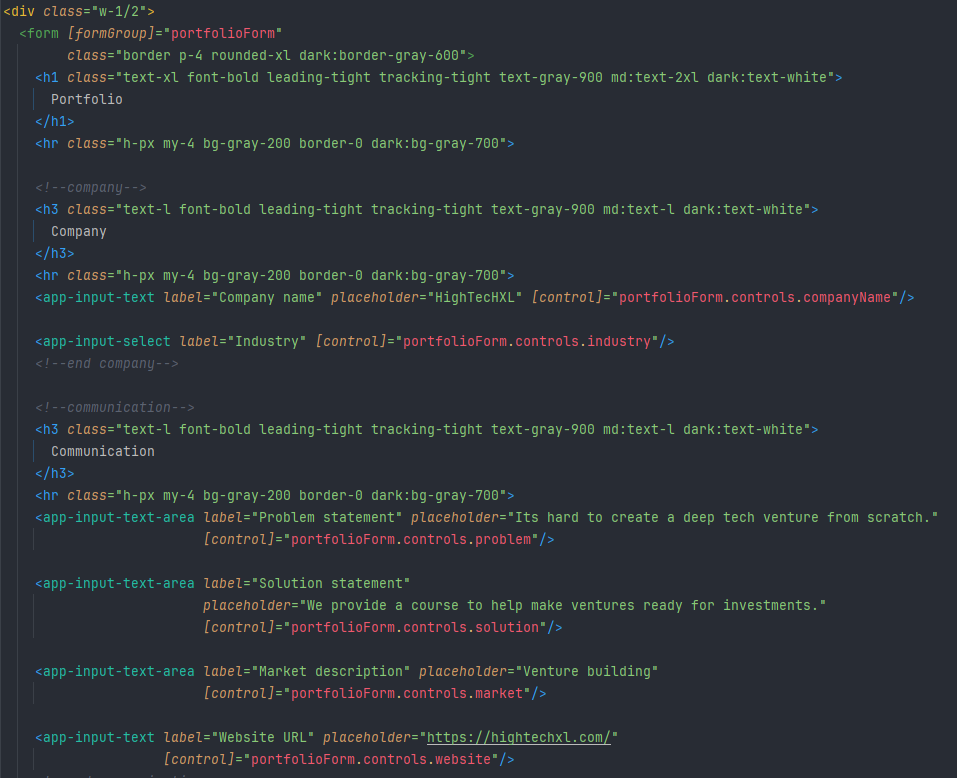 <div class="w-1/2">
<form [formGroup]="portfolioForm"
class="border p-4 rounded-xl dark:border-gray-600">
<h1 class="text-xl font-bold leading-tight tracking-tight text-gray-900 md:text-2xl dark:text-white">
Portfolio
</h1>
<hr class="h-px my-4 bg-gray-200 border-0 dark:bg-gray-700">
<!--company-->
<h3 class="text-l font-bold leading-tight tracking-tight text-gray-900 md:text-l dark:text-white">
Company
</h3>
<hr class="h-px my-4 bg-gray-200 border-0 dark:bg-gray-700">
<app-input-text label="Company name" placeholder="HighTecHXL" [control]="portfolioForm.controls.companyName"/>
<app-input-select label="Industry" [control]="portfolioForm.controls.industry"/>
<!--end company-->
<!--communication-->
<h3 class="text-l font-bold leading-tight tracking-tight text-gray-900 md:text-l dark:text-white">
Communication
</h3>
<hr class="h-px my-4 bg-gray-200 border-0 dark:bg-gray-700">
<app-input-text-area label="Problem statement" placeholder="Its hard to create a deep tech venture from scratch."
[control]="portfolioForm.controls.problem"/>
<app-input-text-area label="Solution statement"
placeholder="We provide a course to help make ventures ready for investments."
[control]="portfolioForm.controls.solution"/>
<app-input-text-area label="Market description" placeholder="Venture building"
[control]="portfolioForm.controls.market"/>
<app-input-text label="Website URL" placeholder="https://hightechxl.com/"
[control]="portfolioForm.controls.website"/>